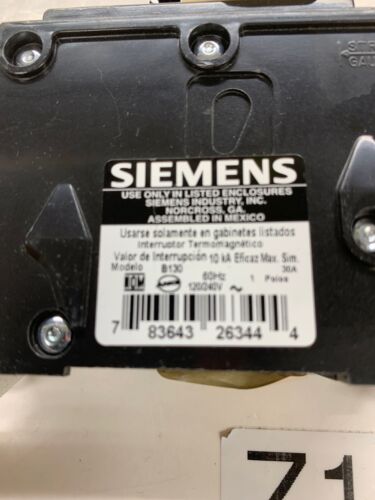 STRIP
GAU
SIEMENS
USE ONLY IN LISTED ENCLOSURES
SIEMENS INDUSTRY, INC.
NORCROSS, GA.
ASSEMBLED IN MEXICO
Usarse solamente en gabinetes listados
Interruptor Termomagnético
Valor de Interrupción 10 kA Eficaz Max. Sim.
Modelo B130 60Hz 1 Polos 30A
120/240V ~
7 83643 26344 4
71